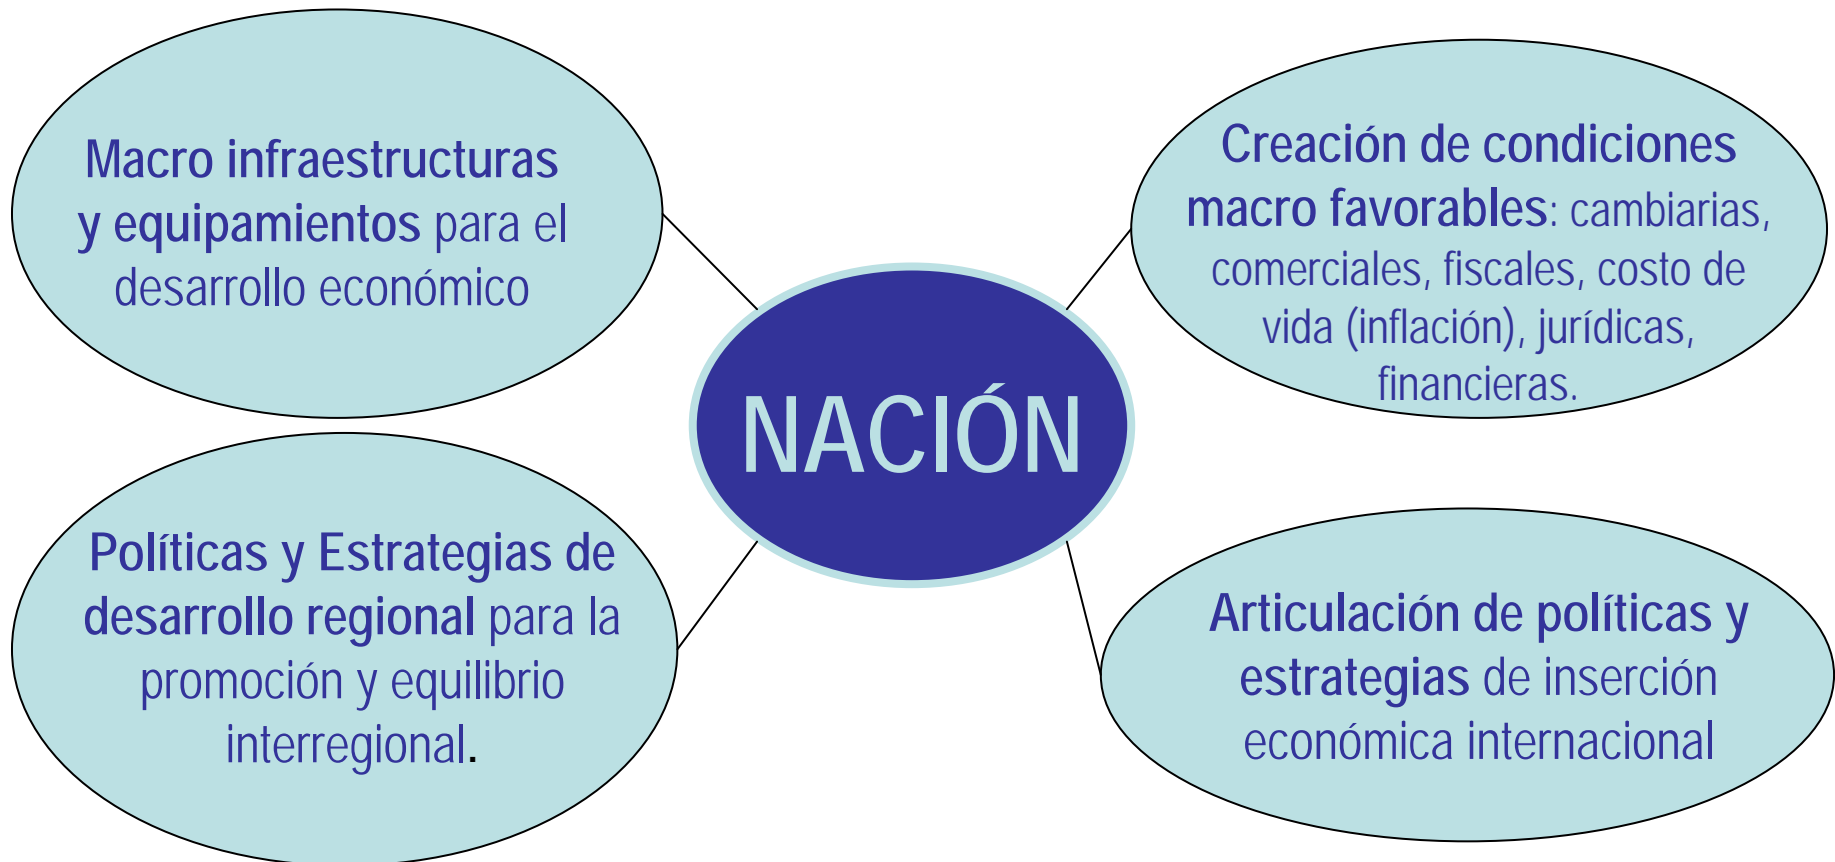 Macro infraestructuras
y equipamientos para el
desarrollo económico
Creación de condiciones
macro favorables: cambiarias,
comerciales, fiscales, costo de
vida (inflación), jurídicas,
financieras.
NACIÓN
Políticas y Estrategias de
desarrollo regional para la
promoción y equilibrio
interregional.
Articulación de políticas y
estrategias de inserción
económica internacional